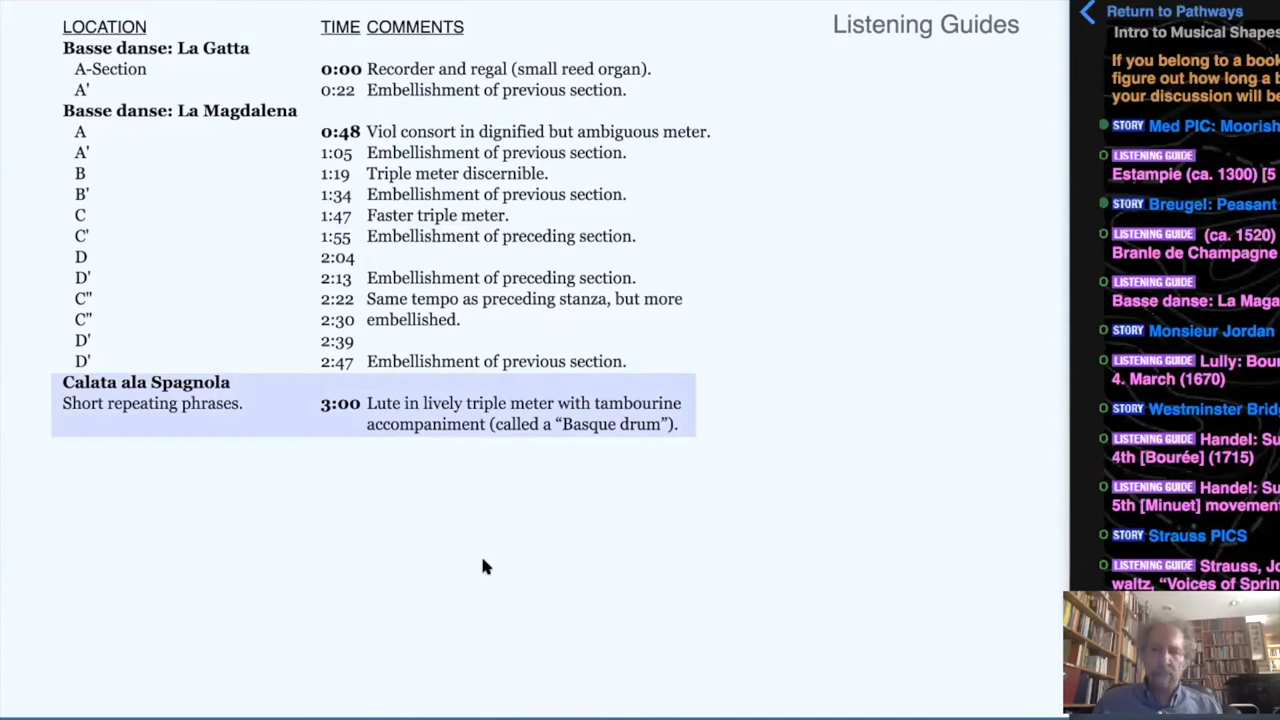 LOCATION TIME COMMENTS
Basse danse: La Gatta
A-Section 0:00 Recorder and regal (small reed organ).
A' 0:22 Embellishment of previous section.
Basse danse: La Magdalena
A 0:48 Viol consort in dignified but ambiguous meter.
A' 1:05 Embellishment of previous section.
B 1:19 Triple meter discernible.
B' 1:34 Embellishment of previous section.
C 1:47 Faster triple meter.
C' 1:55 Embellishment of preceding section.
D 2:04
D' 2:13 Embellishment of preceding section.
C" 2:22 Same tempo as preceding stanza, but more
C" 2:30 embellished.
D' 2:39
D' 2:47 Embellishment of previous section.
Calata ala Spagnola
Short repeating phrases. 3:00 Lute in lively triple meter with tambourine
accompaniment (called a “Basque drum”).
Listening Guides
Return to Pathways
Intro to Musical Shapes
If you belong to a book
figure out how long a b
your discussion will be
STORY Med PIC: Moorish
LISTENING GUIDE
Estampie (ca. 1300) [5
STORY Breugel: Peasant
LISTENING GUIDE (ca. 1520)
Branle de Champagne
LISTENING GUIDE
Basse danse: La Maga
STORY Monsieur Jordan
LISTENING GUIDE Lully: Bour
4. March (1670)
STORY Westminster Bridg
LISTENING GUIDE Handel: Su
4th [Bourée] (1715)
LISTENING GUIDE Handel: Su
5th [Minuet] movemen
STORY Strauss PICS
LISTENING GUIDE Strauss, Jo
waltz, “Voices of Sprin